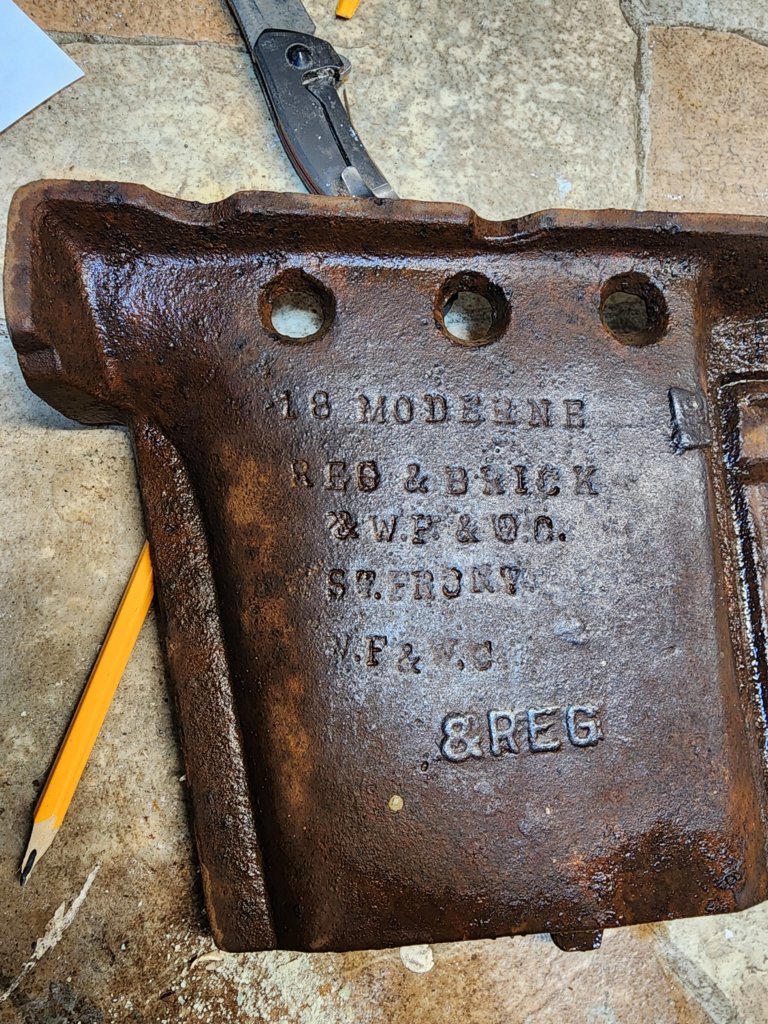 18 MODERNE
REG & BRICK
& W.F. & W.C.
ST. FRONT
W.F & W.C
&REG